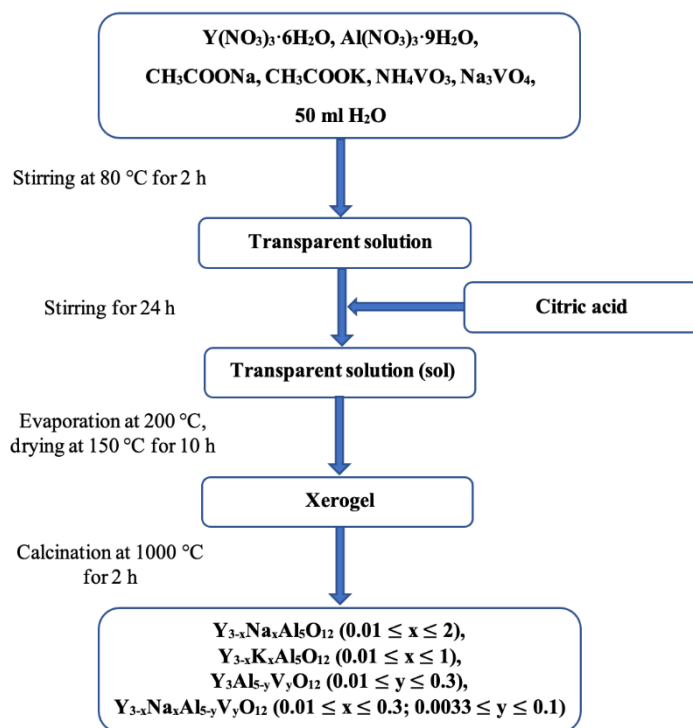 Y(NO₃)₃·6H₂O, Al(NO₃)₃·9H₂O,
CH₃COONa, CH₃COOK, NH₄VO₃, Na₃VO₄,
50 ml H₂O
Stirring at 80 °C for 2 h
Transparent solution
Stirring for 24 h
Citric acid
Transparent solution (sol)
Evaporation at 200 °C,
drying at 150 °C for 10 h
Xerogel
Calcination at 1000 °C
for 2 h
Y₃₋ₓNaₓAl₅O₁₂ (0.01 ≤ x ≤ 2),
Y₃₋ₓKₓAl₅O₁₂ (0.01 ≤ x ≤ 1),
Y₃Al₅₋yVyO₁₂ (0.01 ≤ y ≤ 0.3),
Y₃₋ₓNaₓAl₅₋yVyO₁₂ (0.01 ≤ x ≤ 0.3; 0.0033 ≤ y ≤ 0.1)